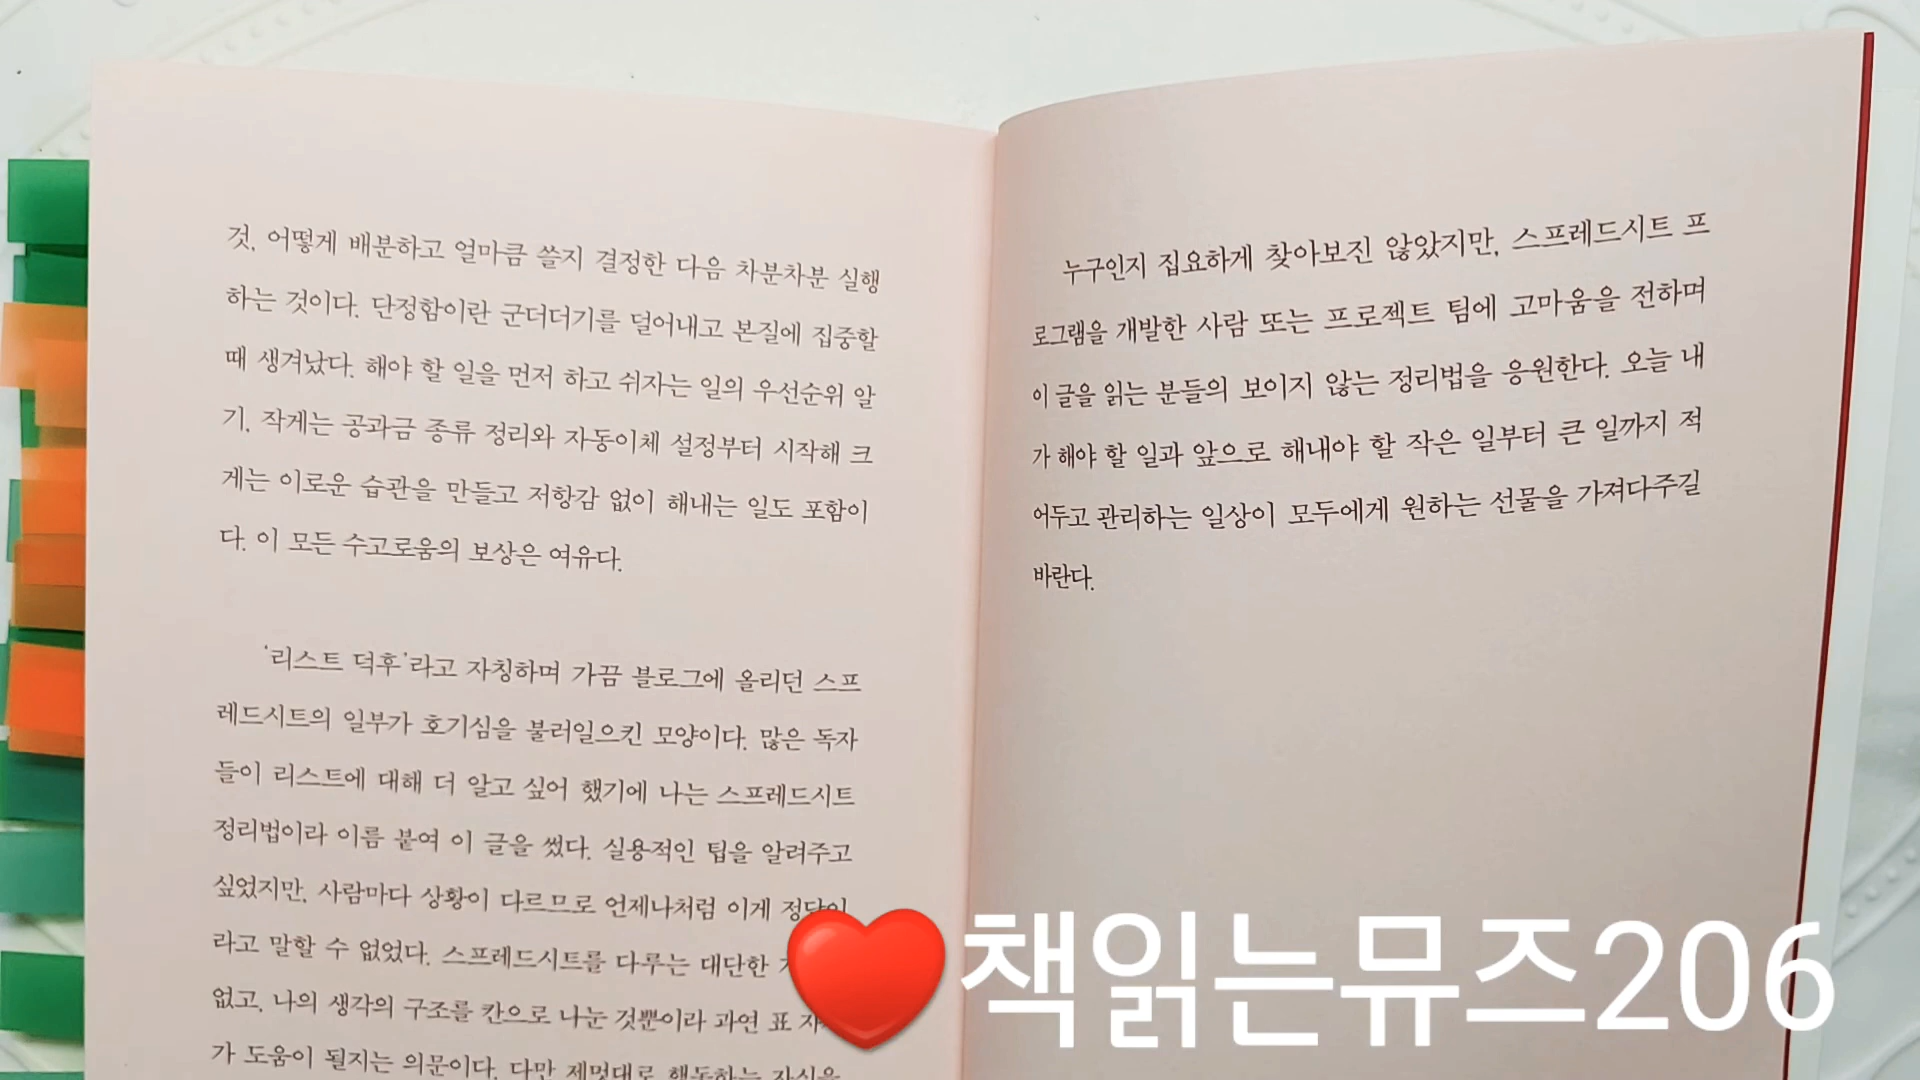 것, 어떻게 배분하고 얼마큼 쓸지 결정한 다음 차분차분 실행
하는 것이다. 단정함이란 군더더기를 덜어내고 본질에 집중할
때 생겨났다. 해야 할 일을 먼저 하고 쉬자는 일의 우선순위 알
기, 작게는 공과금 종류 정리와 자동이체 설정부터 시작해 크
게는 이로운 습관을 만들고 저항감 없이 해내는 일도 포함이
다. 이 모든 수고로움의 보상은 여유다.
‘리스트 덕후’라고 자칭하며 가끔 블로그에 올리던 스프
레드시트의 일부가 호기심을 불러일으킨 모양이다. 많은 독자
들이 리스트에 대해 더 알고 싶어 했기에 나는 스프레드시트
정리법이라 이름 붙여 이 글을 썼다. 실용적인 팁을 알려주고
싶었지만, 사람마다 상황이 다르므로 언제나처럼 이게 정답이
라고 말할 수 없었다. 스프레드시트를 다루는 대단한
없고, 나의 생각의 구조를 칸으로 나눈 것뿐이라 과연 표
가 도움이 될지는 의문이다. 다만 제멋대로 행동하는 자신을
누구인지 집요하게 찾아보진 않았지만, 스프레드시트 프
로그램을 개발한 사람 또는 프로젝트 팀에 고마움을 전하며
이 글을 읽는 분들의 보이지 않는 정리법을 응원한다. 오늘 내
가 해야 할 일과 앞으로 해내야 할 작은 일부터 큰 일까지 적
어두고 관리하는 일상이 모두에게 원하는 선물을 가져다주길
바란다.
책읽는뮤즈206